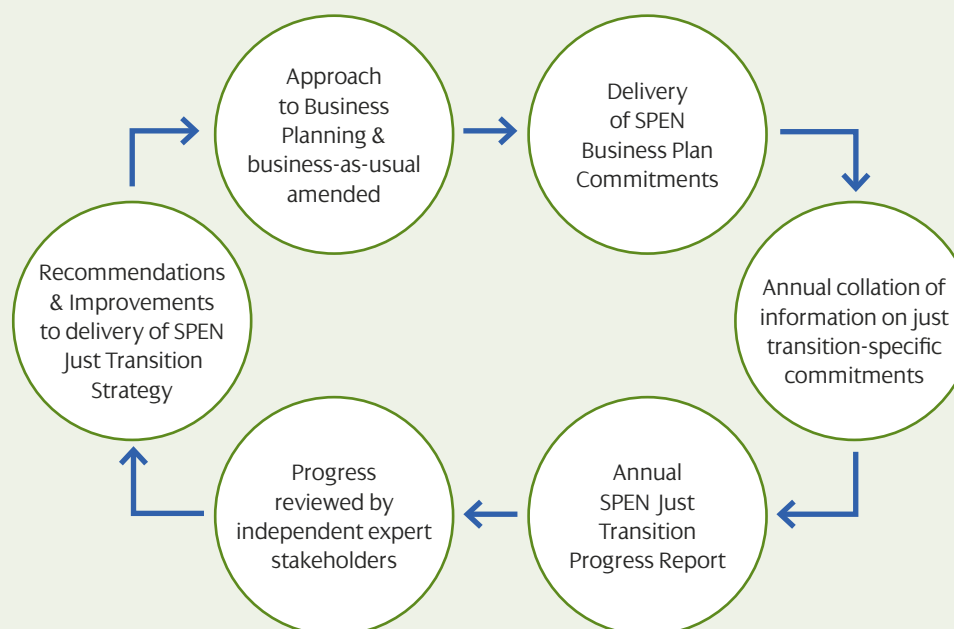 Approach
to Business
Planning &
business-as-usual
amended
Delivery
of SPEN
Business Plan
Commitments
Annual collation of
information on just
transition-specific
commitments
Annual
SPEN Just
Transition
Progress Report
Progress
reviewed by
independent expert
stakeholders
Recommendations
& Improvements
to delivery of SPEN
Just Transition
Strategy